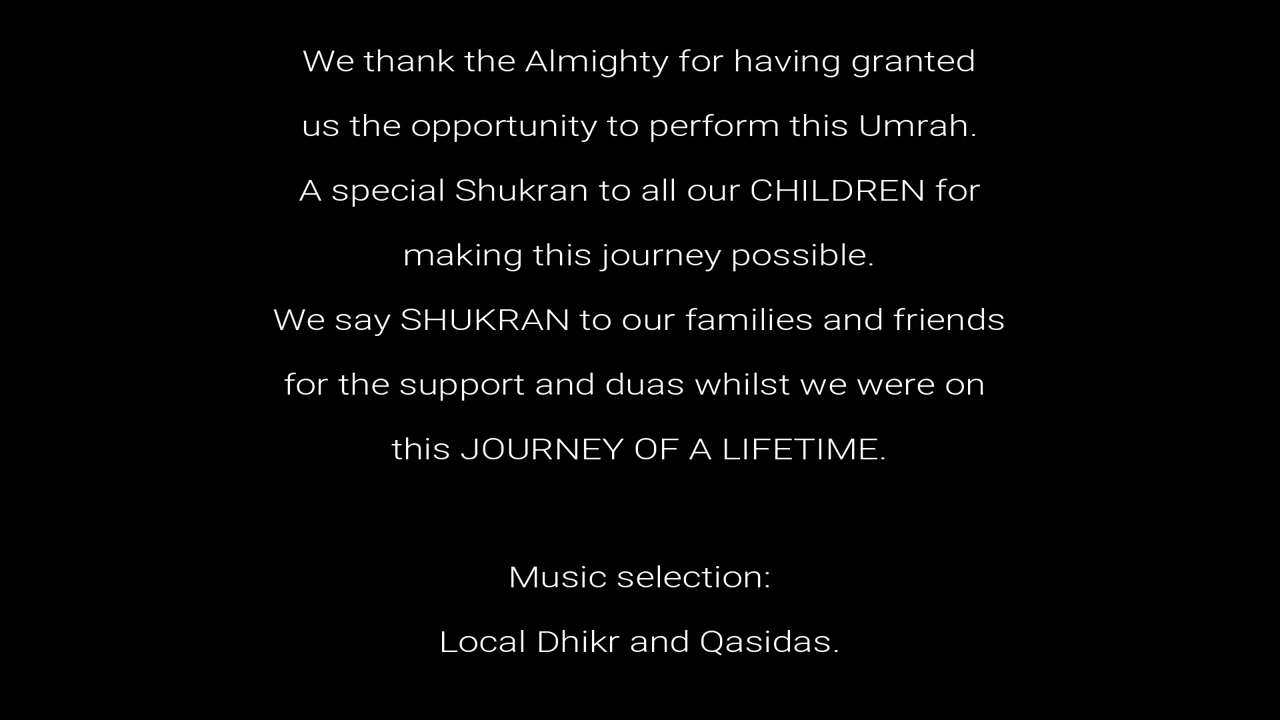 We thank the Almighty for having granted
us the opportunity to perform this Umrah.
A special Shukran to all our CHILDREN for
making this journey possible.
We say SHUKRAN to our families and friends
for the support and duas whilst we were on
this JOURNEY OF A LIFETIME.
Music selection:
Local Dhikr and Qasidas.